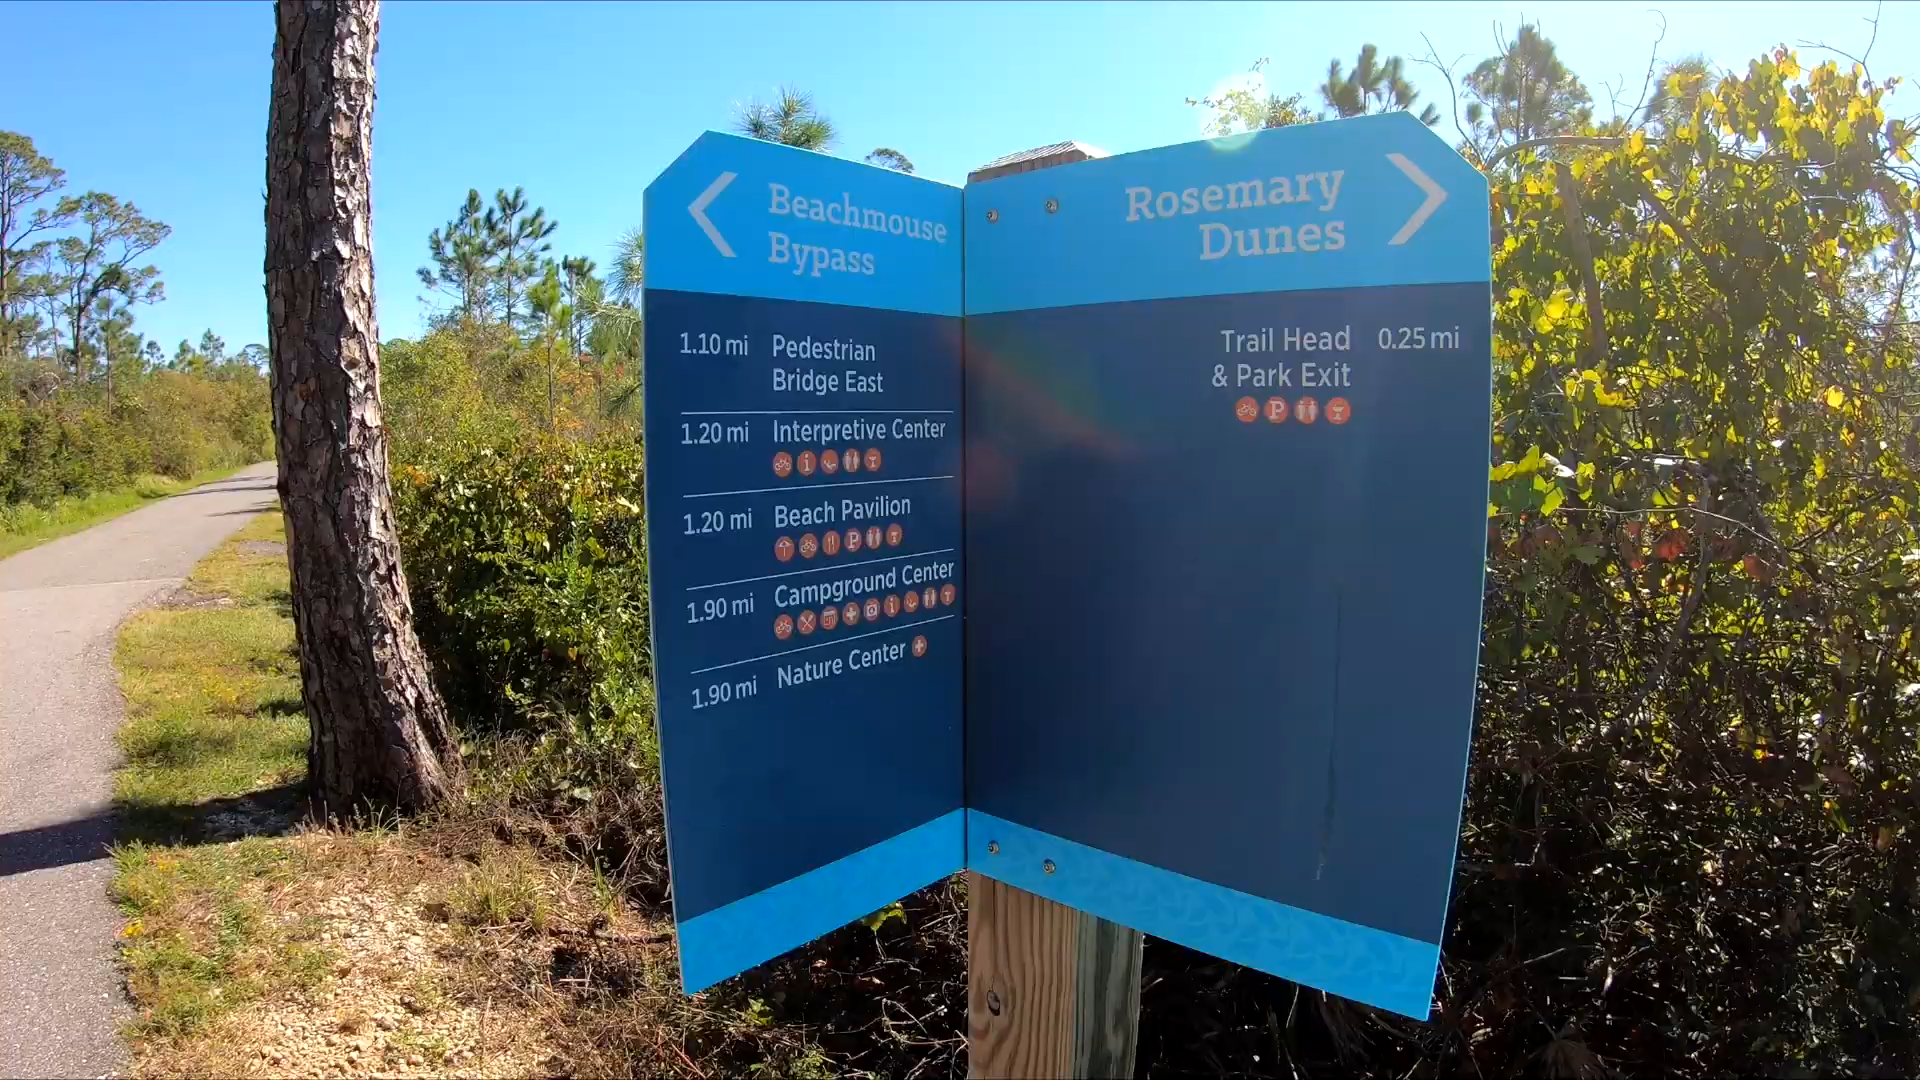 Beachmouse
Bypass
1.10 mi Pedestrian
Bridge East
1.20 mi Interpretive Center
1.20 mi Beach Pavilion
1.90 mi Campground Center
1.90 mi Nature Center
Rosemary
Dunes
Trail Head 0.25 mi
& Park Exit